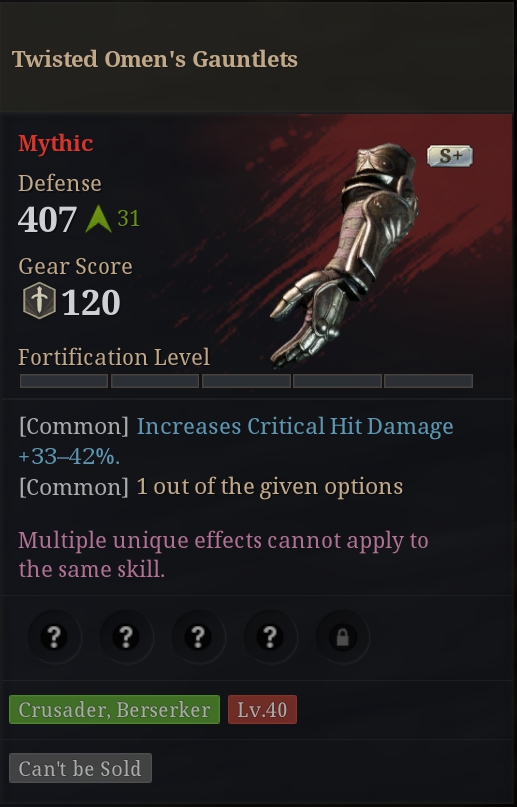 Twisted Omen's Gauntlets
Mythic
S+
Defense
407 31
Gear Score
120
Fortification Level
[Common] Increases Critical Hit Damage
+33–42%.
[Common] 1 out of the given options
Multiple unique effects cannot apply to
the same skill.
? ? ? ?
Crusader, Berserker Lv.40
Can't be Sold